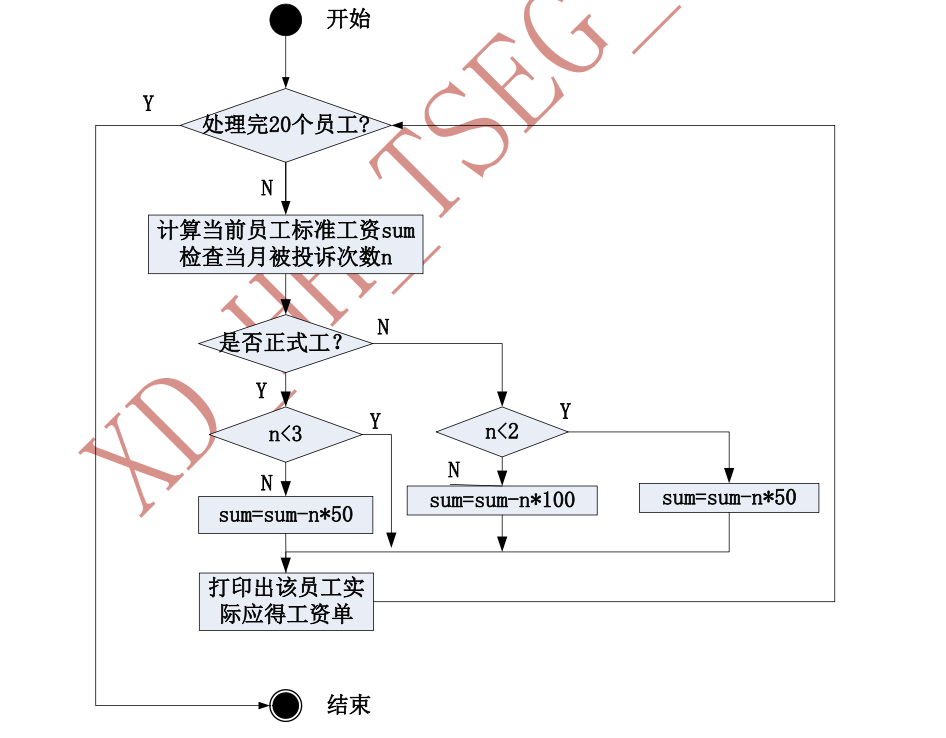 开始
Y
处理完20个员工?
N
计算当前员工标准工资sum
检查当月被投诉次数n
是否正式工？
N
Y
n<3
Y
n<2
Y
N
sum=sum-n*50
N
sum=sum-n*100
sum=sum-n*50
打印出该员工实
际应得工资单
结束